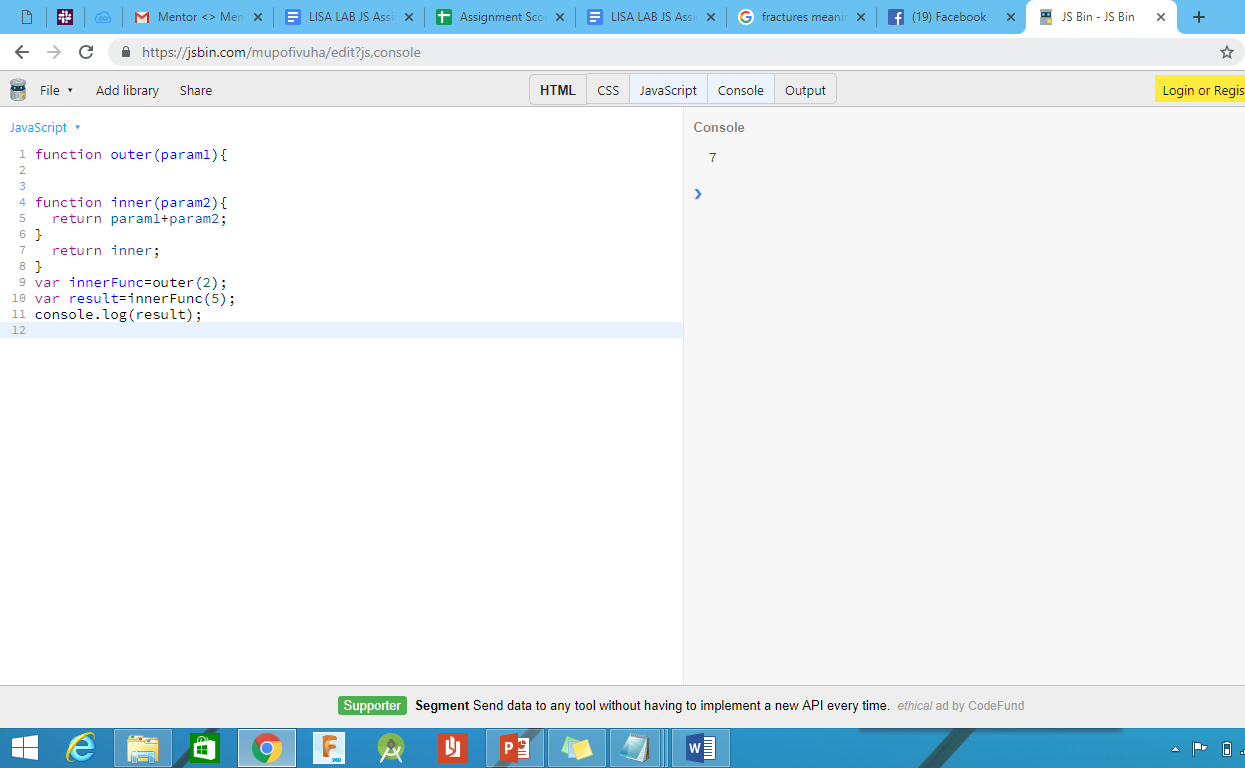 Mentor <> Men
LISA LAB JS Assi
Assignment Sco
LISA LAB JS Assi
fractures meanin
(19) Facebook
JS Bin - JS Bin
https://jsbin.com/mupofivuha/edit?js,console
File Add library Share HTML CSS JavaScript Console Output Login or Regis
JavaScript
1 function outer(param1){
2
3
4 function inner(param2){
5 return param1+param2;
6 }
7 return inner;
8 }
9 var innerFunc=outer(2);
10 var result=innerFunc(5);
11 console.log(result);
12
Console
7
Supporter Segment Send data to any tool without having to implement a new API every time. ethical ad by CodeFund